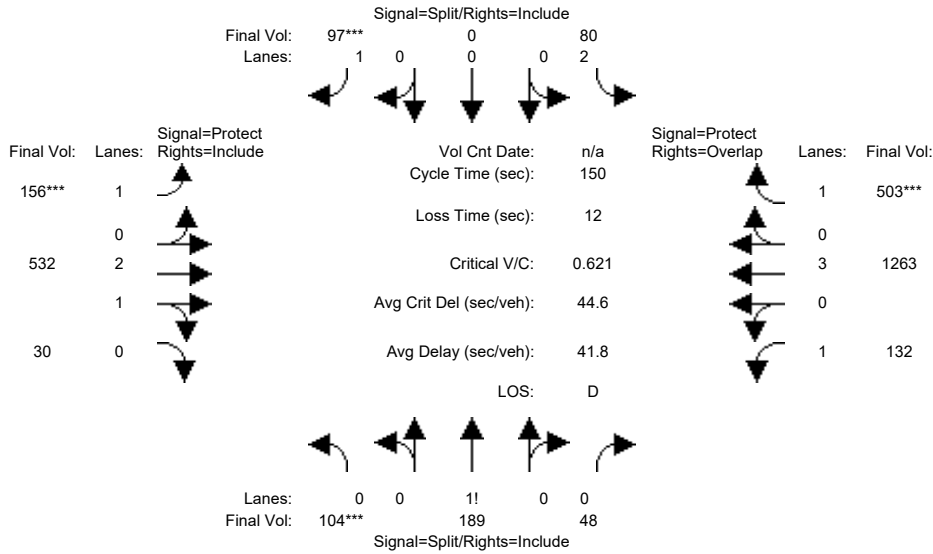 Signal=Split/Rights=Include
Final Vol: 97*** 0 80
Lanes: 1 0 0 0 2
Signal=Protect
Final Vol: Lanes: Rights=Include
Vol Cnt Date: n/a
Signal=Protect
Rights=Overlap Lanes: Final Vol:
Cycle Time (sec): 150
156*** 1
1 503***
Loss Time (sec): 12
0
0
532 2
Critical V/C: 0.621
3 1263
1
Avg Crit Del (sec/veh): 44.6
0
30 0
Avg Delay (sec/veh): 41.8
1 132
LOS: D
Lanes: 0 0 1! 0 0
Final Vol: 104*** 189 48
Signal=Split/Rights=Include